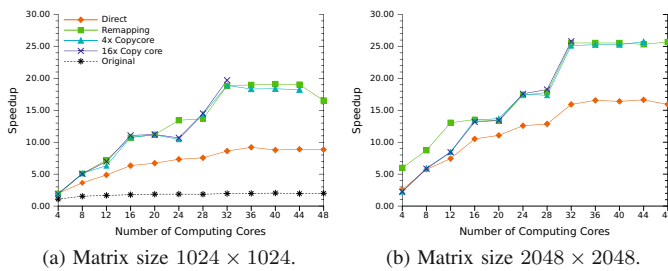 30.00
25.00
20.00
15.00
10.00
5.00
0.00
Speedup
Direct
Remapping
4x Copycore
16x Copy core
Original
4 8 12 16 20 24 28 32 36 40 44 48
Number of Computing Cores
(a) Matrix size 1024 × 1024.
30.00
25.00
20.00
15.00
10.00
5.00
0.00
Speedup
4 8 12 16 20 24 28 32 36 40 44 4
Number of Computing Cores
(b) Matrix size 2048 × 2048.